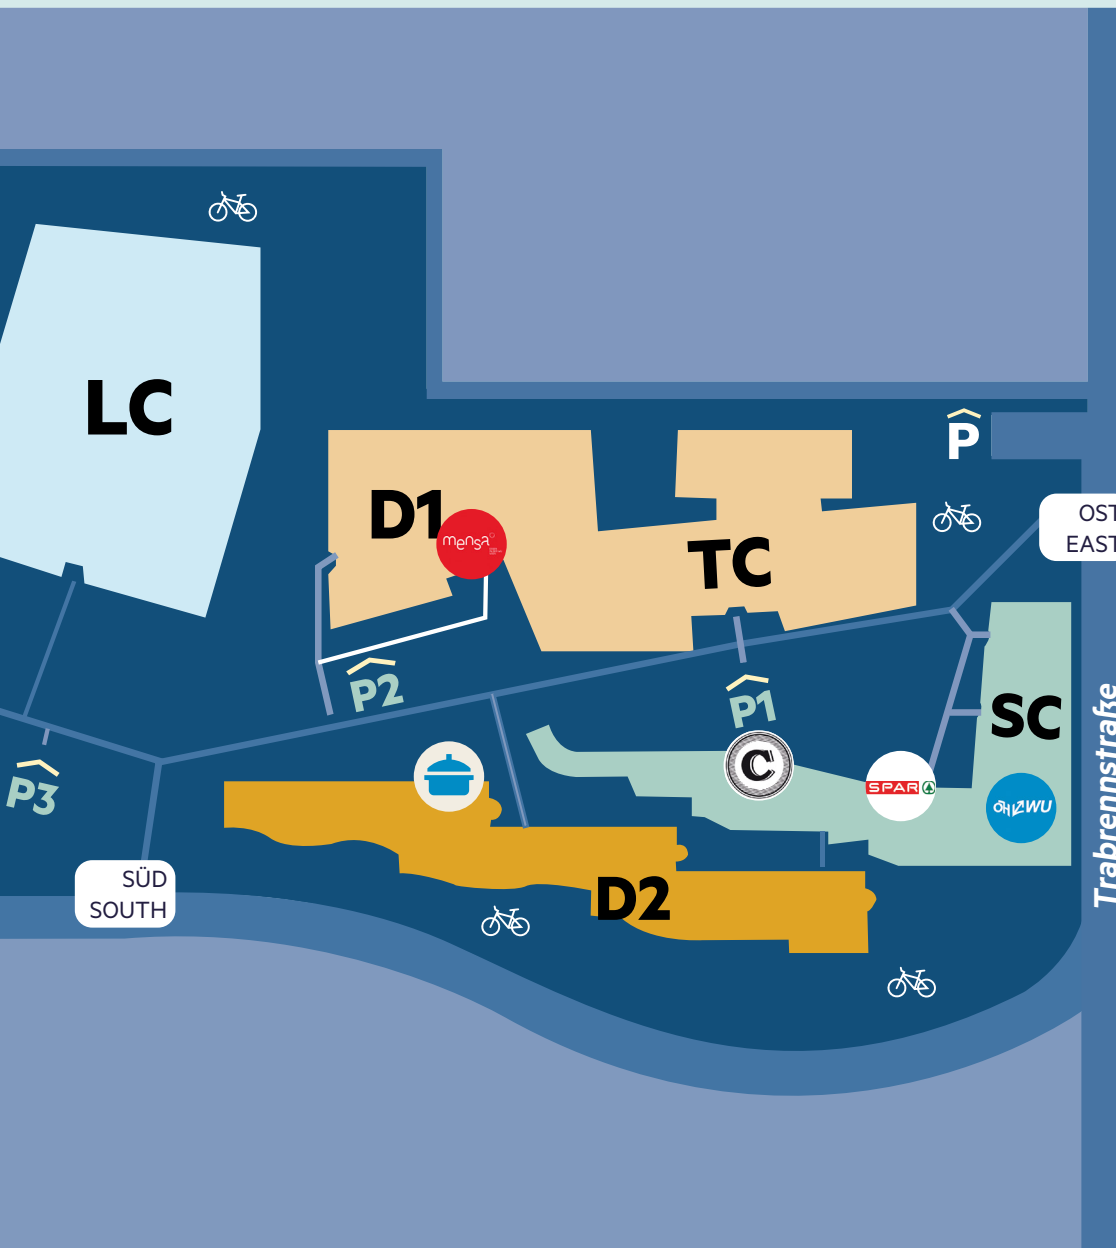 LC
P
D1
mensa
OST
EAST
TC
P2
P1
SC
Trabrennstraße
C
SPAR
P3
ÖH WU
SÜD
SOUTH
D2